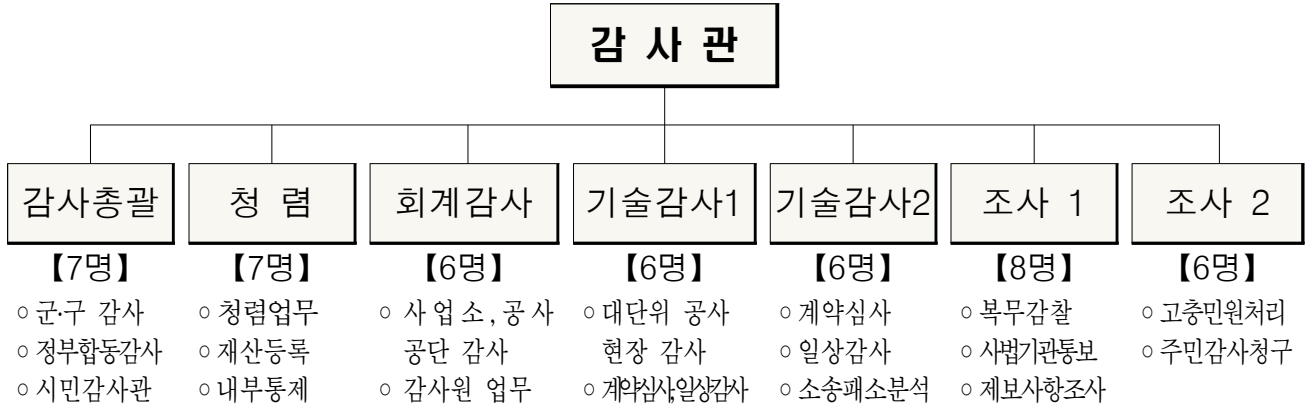 감 사 관
감사총괄
청 렴
회계감사
기술감사1
기술감사2
조사 1
조사 2
【7명】
【7명】
【6명】
【6명】
【6명】
【8명】
【6명】
○ 군·구 감사
○ 정부합동감사
○ 시민감사관
○ 청렴업무
○ 재산등록
○ 내부통제
○ 사업소, 공사
공단 감사
○ 감사원 업무
○ 대단위 공사
현장 감사
○ 계약심사,일상감사
○ 계약심사
○ 일상감사
○ 소송패소분석
○ 복무감찰
○ 사법기관통보
○ 제보사항조사
○ 고충민원처리
○ 주민감사청구